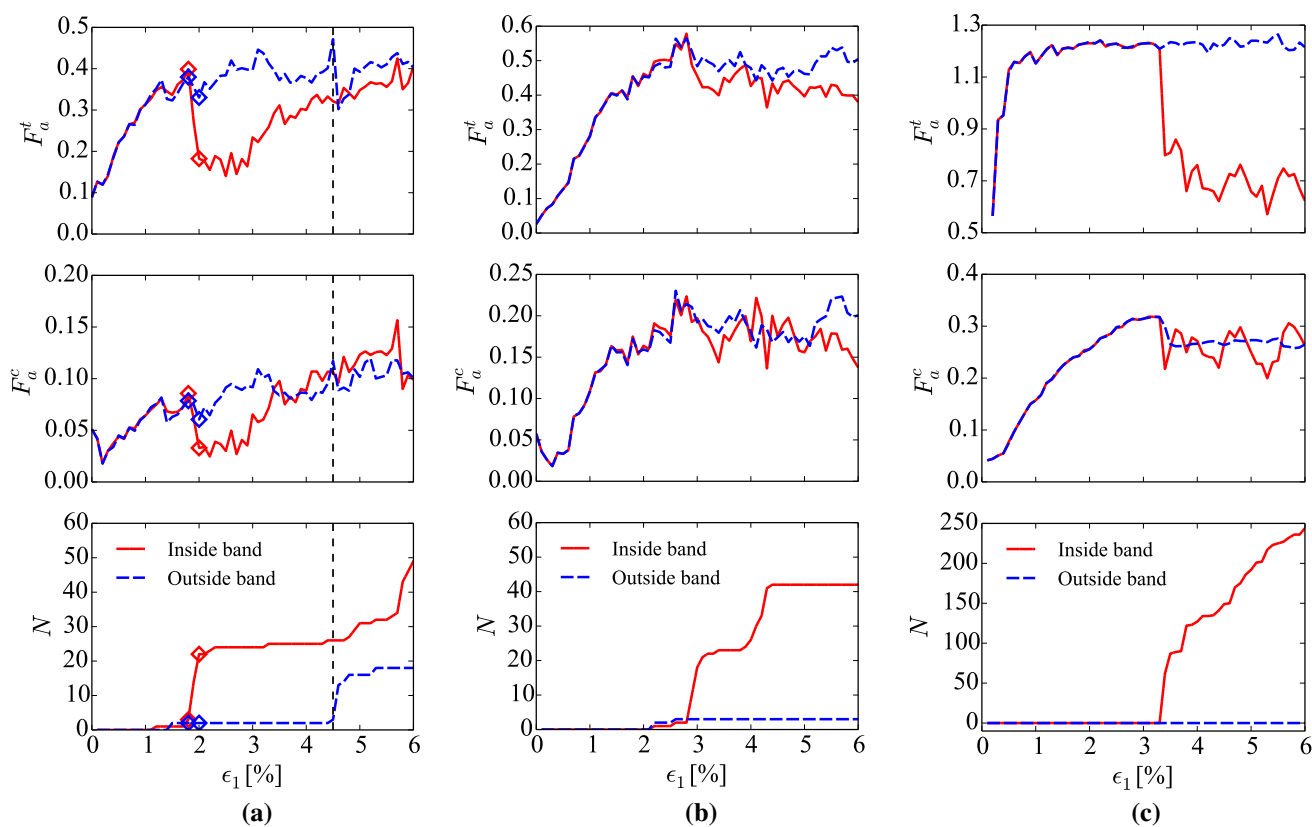 0.5
0.4
0.3
0.2
0.1
0.0
F_a^t
0.20
0.15
0.10
0.05
0.00
F_a^c
60
50
40
30
20
10
0
N
Inside band
Outside band
0 1 2 3 4 5 6
ϵ₁[%]
(a)
0.6
0.5
0.4
0.3
0.2
0.1
0.0
F_a^t
0.25
0.20
0.15
0.10
0.05
0.00
F_a^c
60
50
40
30
20
10
0
N
Inside band
Outside band
0 1 2 3 4 5 6
ϵ₁[%]
(b)
1.3
1.1
0.9
0.7
0.5
F_a^t
0.4
0.3
0.2
0.1
0.0
F_a^c
250
200
150
100
50
0
N
Inside band
Outside band
0 1 2 3 4 5 6
ϵ₁[%]
(c)